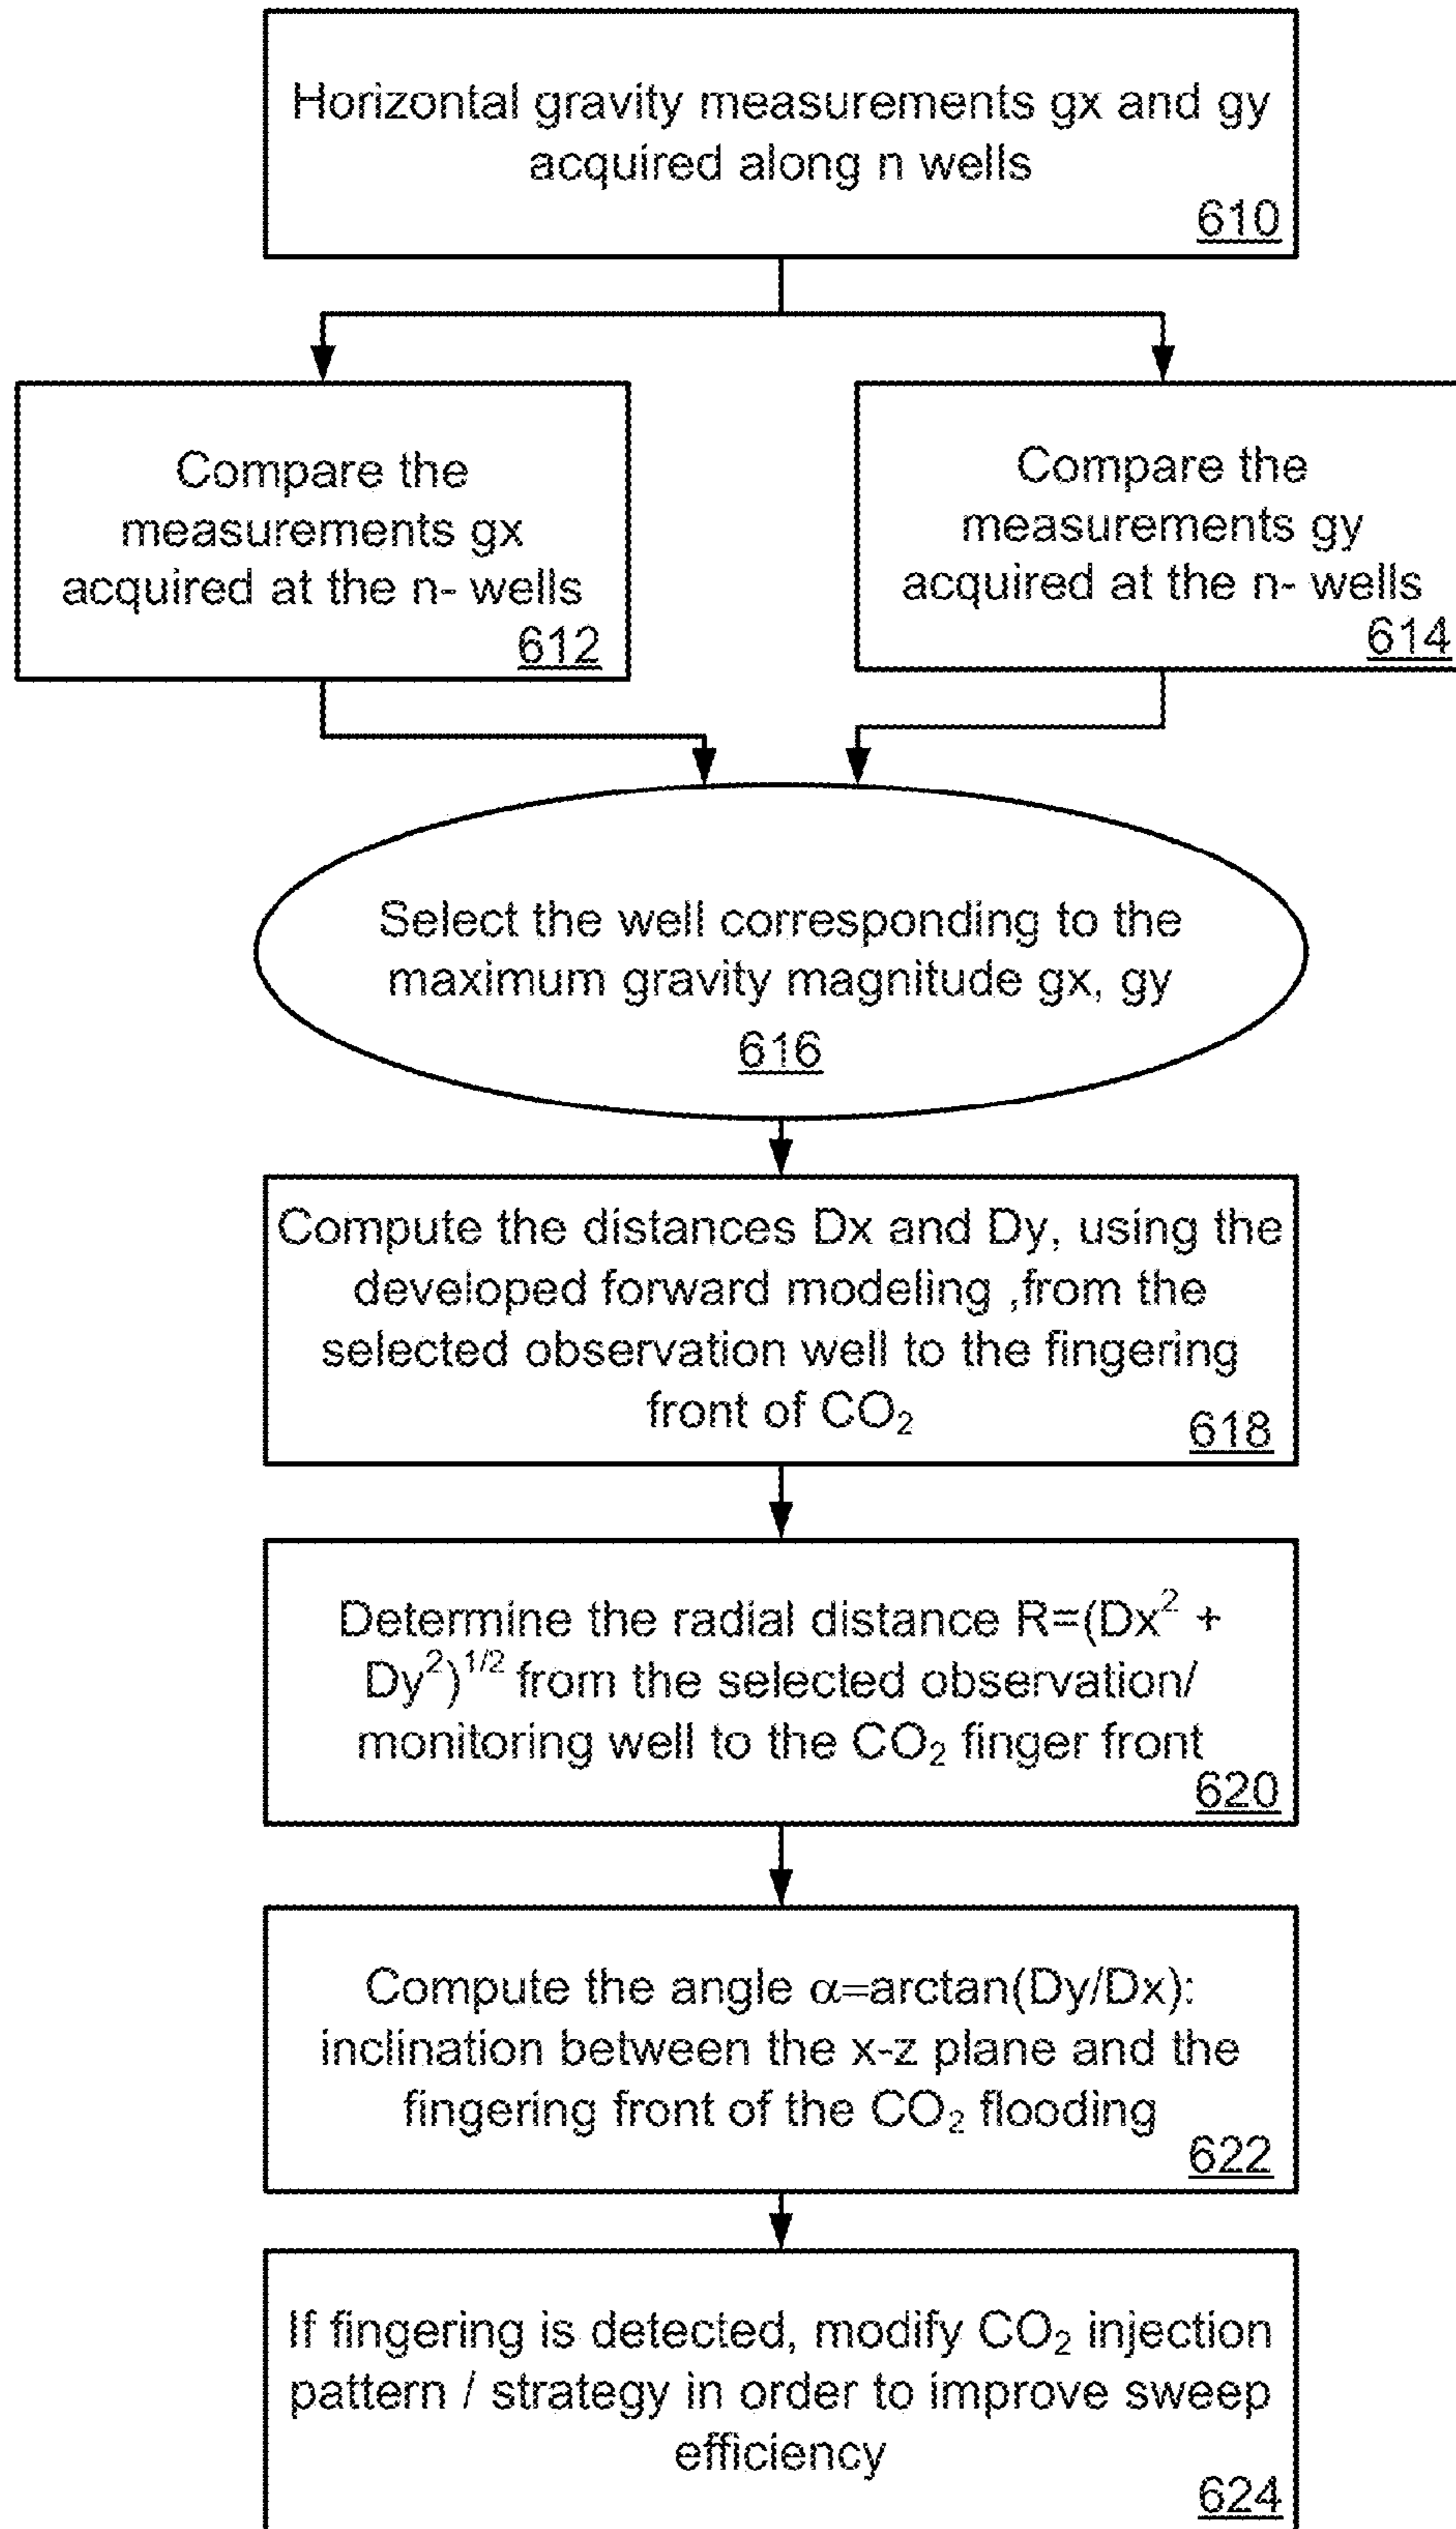 Horizontal gravity measurements gx and gy
acquired along n wells
610
Compare the
measurements gx
acquired at the n- wells
612
Compare the
measurements gy
acquired at the n- wells
614
Select the well corresponding to the
maximum gravity magnitude gx, gy
616
Compute the distances Dx and Dy, using the
developed forward modeling ,from the
selected observation well to the fingering
front of CO₂
618
Determine the radial distance R=(Dx² +
Dy²)^1/2 from the selected observation/
monitoring well to the CO₂ finger front
620
Compute the angle α=arctan(Dy/Dx):
inclination between the x-z plane and the
fingering front of the CO₂ flooding
622
If fingering is detected, modify CO₂ injection
pattern / strategy in order to improve sweep
efficiency
624